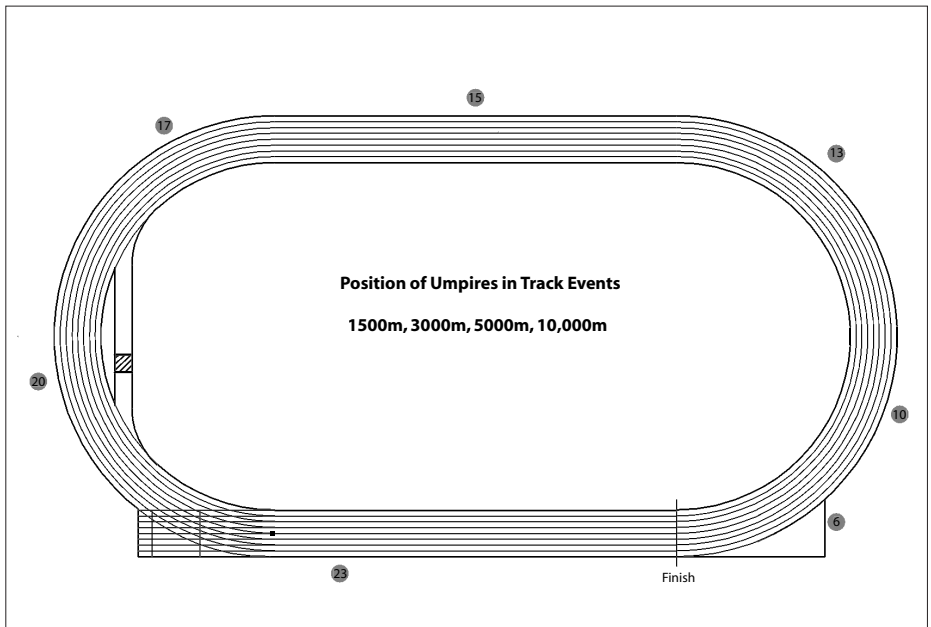 15
17
13
Position of Umpires in Track Events
1500m, 3000m, 5000m, 10,000m
20
10
6
23
Finish